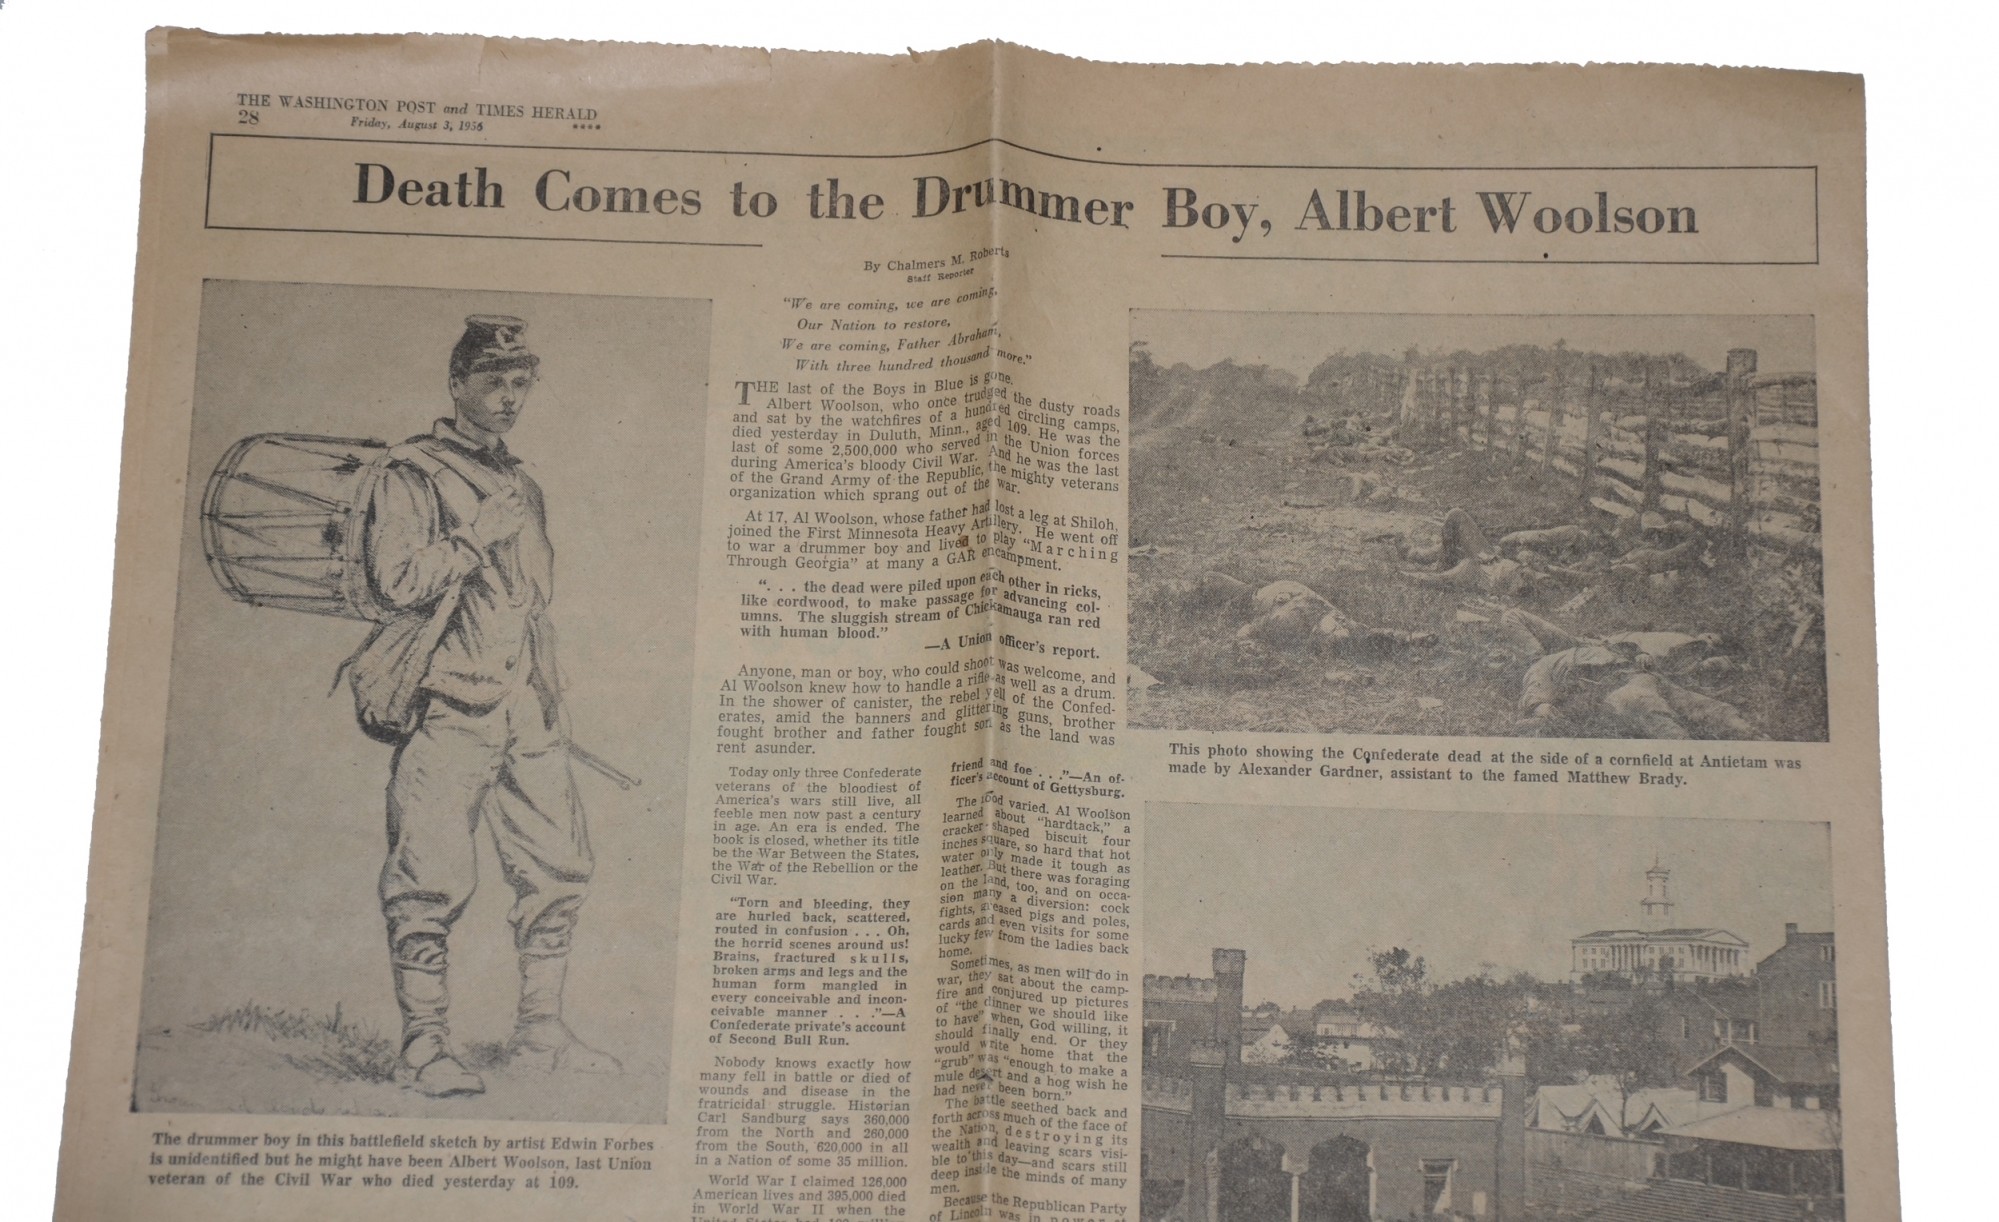 THE WASHINGTON POST and TIMES HERALD
28 Friday, August 3, 1956 ****
Death Comes to the Drummer Boy, Albert Woolson
By Chalmers M. Roberts
Staff Reporter
"We are coming, we are coming,
Our Nation to restore,
We are coming, Father Abraham,
With three hundred thousand more."
THE last of the Boys in Blue is gone.
Albert Woolson, who once trudged the dusty roads
and sat by the watchfires of a hundred circling camps,
died yesterday in Duluth, Minn., aged 109. He was the
last of some 2,500,000 who served in the Union forces
during America's bloody Civil War. And he was the last
of the Grand Army of the Republic, the mighty veterans
organization which sprang out of the war.
At 17, Al Woolson, whose father had lost a leg at Shiloh,
joined the First Minnesota Heavy Artillery. He went off
to war a drummer boy and lived to play "Marching
Through Georgia" at many a GAR encampment.
". . . the dead were piled upon each other in ricks,
like cordwood, to make passage for advancing col-
umns. The sluggish stream of Chickamauga ran red
with human blood."
—A Union officer's report.
Anyone, man or boy, who could shoot was welcome, and
Al Woolson knew how to handle a rifle as well as a drum.
In the shower of canister, the rebel yell of the Confed-
erates, amid the banners and glittering guns, brother
fought brother and father fought son as the land was
rent asunder.
Today only three Confederate
veterans of the bloodiest of
America's wars still live, all
feeble men now past a century
in age. An era is ended. The
book is closed, whether its title
be the War Between the States,
the War of the Rebellion or the
Civil War.
"Torn and bleeding, they
are hurled back, scattered,
routed in confusion . . . Oh,
the horrid scenes around us!
Brains, fractured skulls,
broken arms and legs and the
human form mangled in
every conceivable and incon-
ceivable manner . . ."—A
Confederate private's account
of Second Bull Run.
Nobody knows exactly how
many fell in battle or died of
wounds and disease in the
fratricidal struggle. Historian
Carl Sandburg says 360,000
from the North and 260,000
from the South, 620,000 in all
in a Nation of some 35 million.
World War I claimed 126,000
American lives and 395,000 died
in World War II when the
friend and foe . . ."—An of-
ficer's account of Gettysburg.
The food varied. Al Woolson
learned about "hardtack," a
cracker-shaped biscuit four
inches square, so hard that hot
water only made it tough as
leather. But there was foraging
on the land, too, and on occa-
sion many a diversion: cock
fights, greased pigs and poles,
cards and even visits for some
lucky few from the ladies back
home.
Sometimes, as men will do in
war, they sat about the camp-
fire and conjured up pictures
of "the dinner we should like
to have" when, God willing, it
should finally end. Or they
would write home that the
"grub" was "enough to make a
mule desert and a hog wish he
had never been born."
The battle seethed back and
forth across much of the face of
the Nation, destroying its
wealth and leaving scars visi-
ble to this day—and scars still
deep inside the minds of many
men.
Because the Republican Party
of Lincoln was in power at
The drummer boy in this battlefield sketch by artist Edwin Forbes
is unidentified but he might have been Albert Woolson, last Union
veteran of the Civil War who died yesterday at 109.
This photo showing the Confederate dead at the side of a cornfield at Antietam was
made by Alexander Gardner, assistant to the famed Matthew Brady.